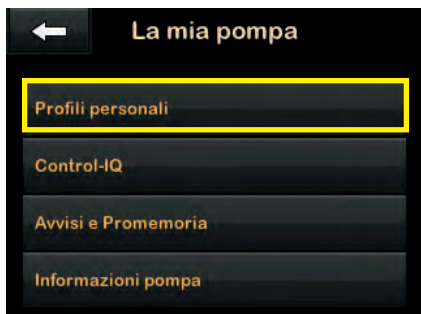 La mia pompa
Profili personali
Control-IQ
Avvisi e Promemoria
Informazioni pompa